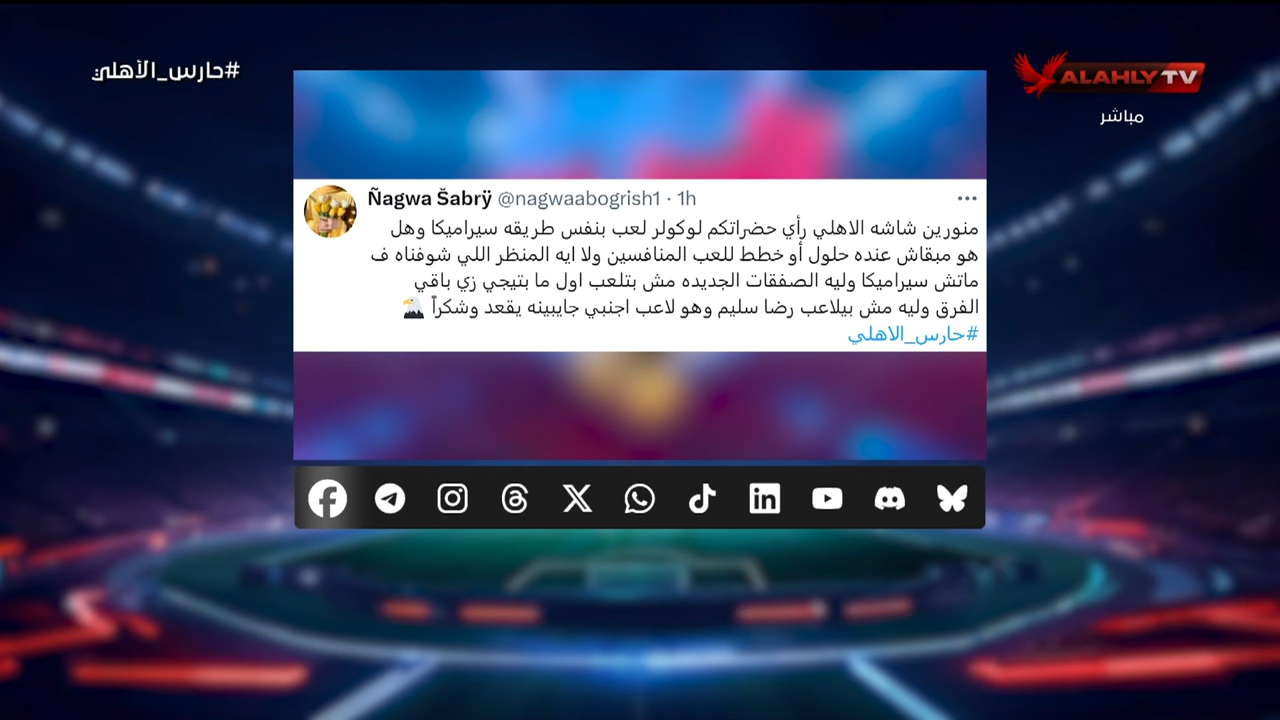 #حارس_الأهلي
ALAHLY TV
مباشر
Ñagwa Šabrÿ @nagwaabogrish1 · 1h
منورين شاشه الاهلي رأي حضراتكم لوكولر لعب بنفس طريقه سيراميكا وهل
هو مبقاش عنده حلول أو خطط للعب المنافسين ولا ايه المنظر اللي شوفناه ف
ماتش سيراميكا وليه الصفقات الجديده مش بتلعب اول ما بتيجي زي باقي
الفرق وليه مش بيلاعب رضا سليم وهو لاعب اجنبي جايبينه يقعد وشكراً 🦅
#حارس_الاهلي